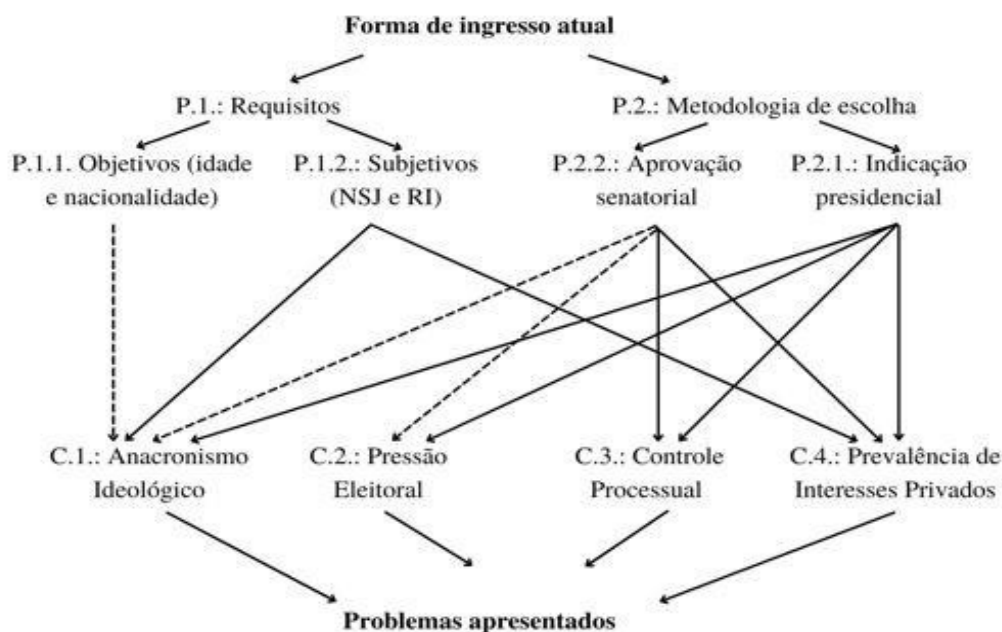 Forma de ingresso atual
P.1.: Requisitos
P.2.: Metodologia de escolha
P.1.1. Objetivos (idade
e nacionalidade)
P.1.2.: Subjetivos
(NSJ e RI)
P.2.2.: Aprovação
senatorial
P.2.1.: Indicação
presidencial
C.1.: Anacronismo
Ideológico
C.2.: Pressão
Eleitoral
C.3.: Controle
Processual
C.4.: Prevalência de
Interesses Privados
Problemas apresentados